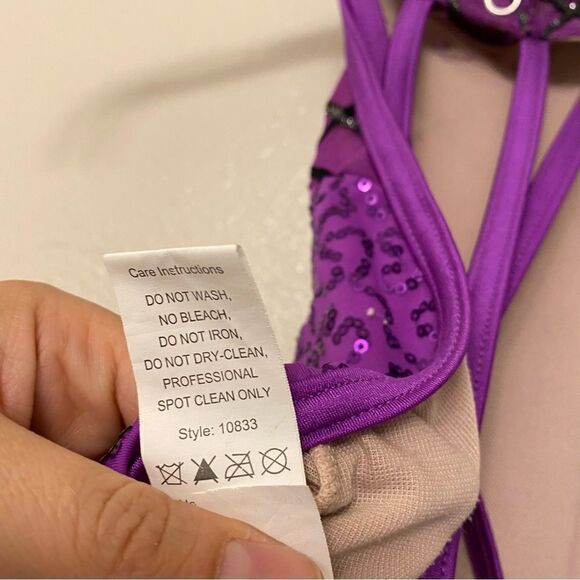 Care Instructions
DO NOT WASH,
NO BLEACH,
DO NOT IRON,
DO NOT DRY-CLEAN,
PROFESSIONAL
SPOT CLEAN ONLY
Style: 10833